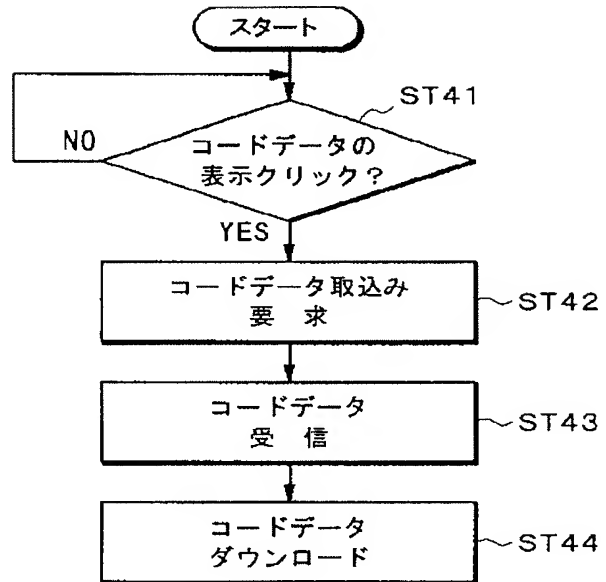 スタート
ST41
NO
コードデータの
表示クリック?
YES
コードデータ取込み
要 求
ST42
コードデータ
受 信
ST43
コードデータ
ダウンロード
ST44